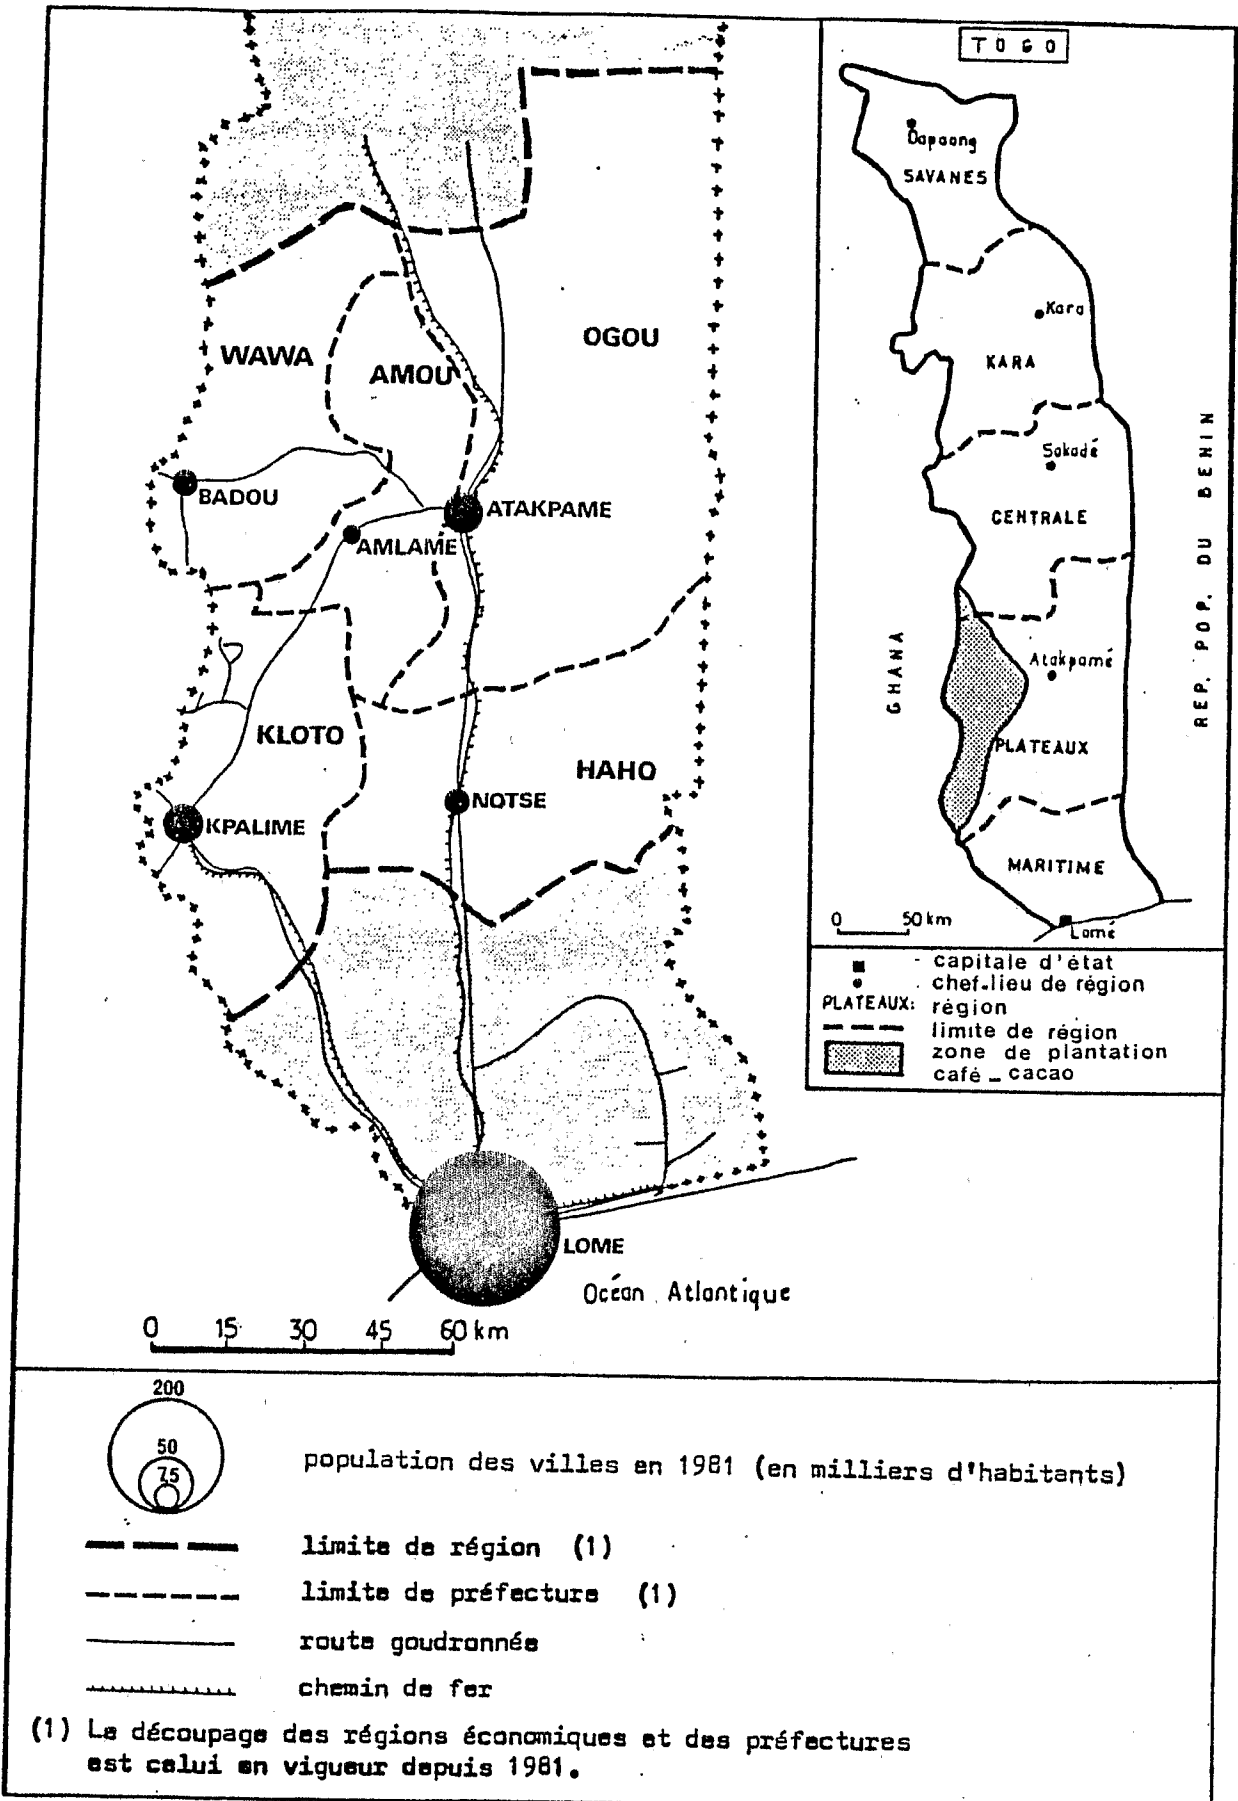 TOGO
Dapaong
SAVANES
Kara
KARA
Sokodé
CENTRALE
Atakpamé
PLATEAUX
MARITIME
Lomé
GHANA
REP. POP. DU BENIN
0 50 km
capitale d'état
chef-lieu de région
PLATEAUX: région
limite de région
zone de plantation
café - cacao
WAWA
AMOU
OGOU
BADOU
ATAKPAME
AMLAME
KLOTO
HAHO
NOTSE
KPALIME
LOME
Océan Atlantique
0 15 30 45 60 km
200
50
7,5
population des villes en 1981 (en milliers d'habitants)
limite de région (1)
limite de préfecture (1)
route goudronnée
chemin de fer
(1) Le découpage des régions économiques et des préfectures
est celui en vigueur depuis 1981.